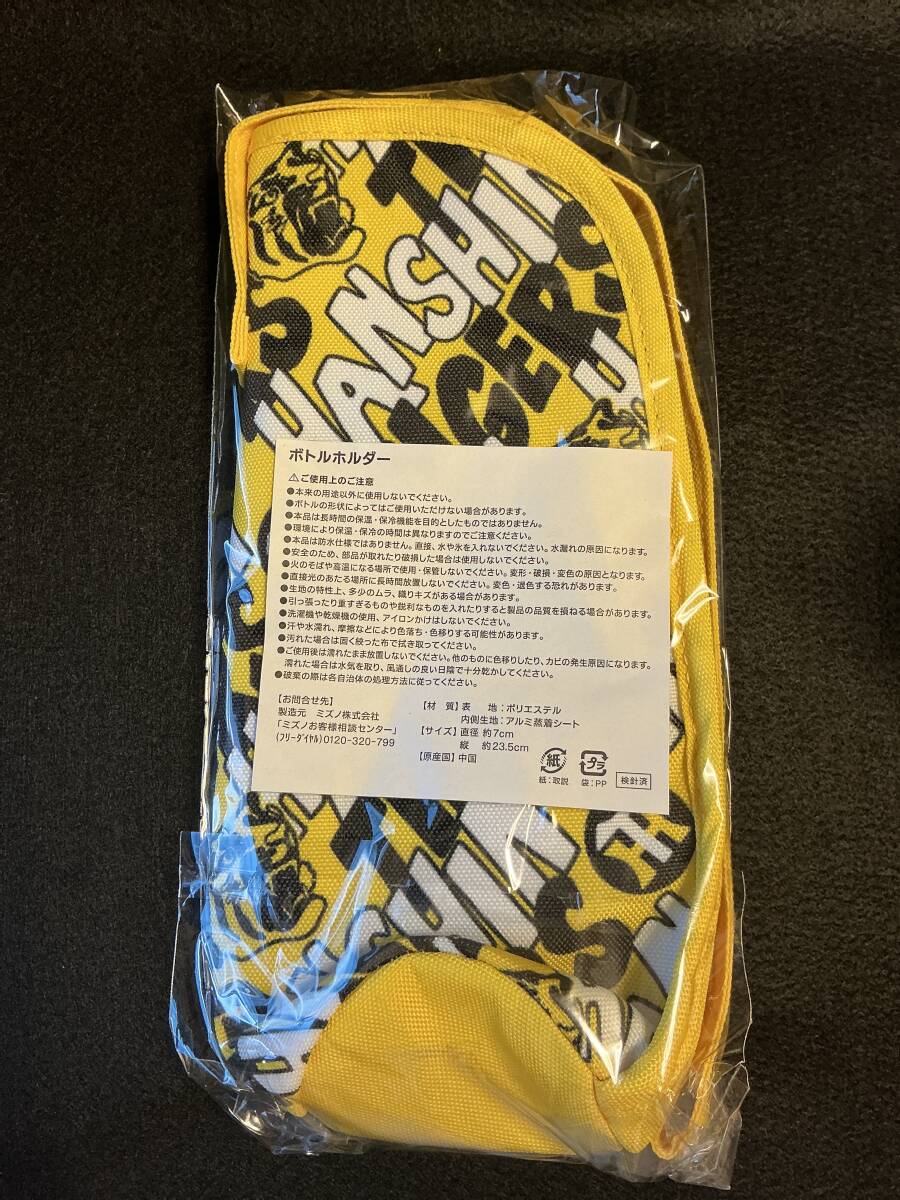 HANSHIN
TIGERS
ボトルホルダー
⚠ご使用上のご注意
●本来の用途以外に使用しないでください。
●ボトルの形状によってはご使用いただけない場合があります。
●本品は長時間の保温・保冷機能を目的としたものではありません。
●環境により保温・保冷の時間は異なりますのでご注意ください。
●本品は防水仕様ではありません。直接、水や氷を入れないでください。水漏れの原因になります。
●安全のため、部品が取れたり破損した場合は使用しないでください。
●火のそばや高温になる場所で使用・保管しないでください。変形・破損・変色の原因となります。
●直接光のあたる場所に長時間放置しないでください。変色・退色する恐れがあります。
●生地の特性上、多少のムラ、織りキズがある場合があります。
●引っ張ったり重すぎるものや鋭利なものを入れたりすると製品の品質を損ねる場合があります。
●洗濯機や乾燥機の使用、アイロンかけはしないでください。
●汗や水濡れ、摩擦などにより色落ち・色移りする可能性があります。
●汚れた場合は固く絞った布で拭き取ってください。
●ご使用後は濡れたまま放置しないでください。他のものに色移りしたり、カビの発生原因になります。
濡れた場合は水気を取り、風通しの良い日陰で十分乾かしてください。
●破棄の際は各自治体の処理方法に従ってください。
【お問合せ先】
製造元 ミズノ株式会社
「ミズノお客様相談センター」
(フリーダイヤル)0120-320-799
【材 質】表 地：ポリエステル
内側生地：アルミ蒸着シート
【サイズ】直径 約7cm
縦 約23.5cm
【原産国】中国
紙
紙：取説
プラ
袋：PP
検針済